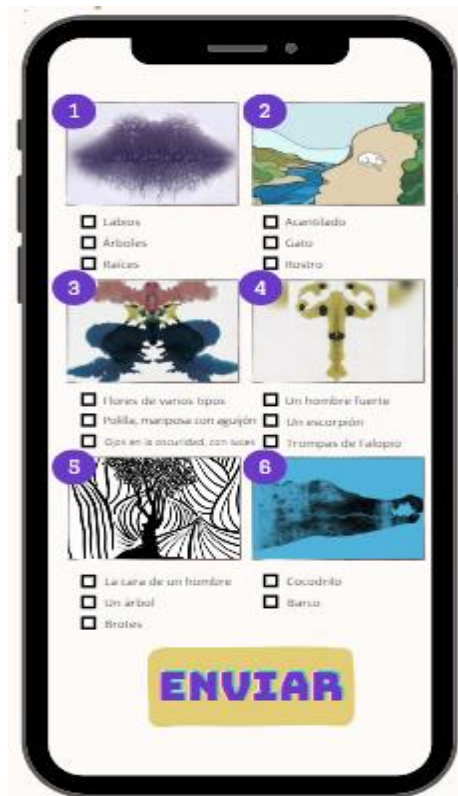 1
2
Labios
Árboles
Raíces
Acantilado
Gato
Rostro
3
4
Flores de varios tipos
Polilla, mariposa con aguijón
Ojos en la oscuridad, con luces
Un hombre fuerte
Un escorpión
Trompas de Falopio
5
6
La cara de un hombre
Un árbol
Brotes
Cocodrilo
Barco
ENVIAR